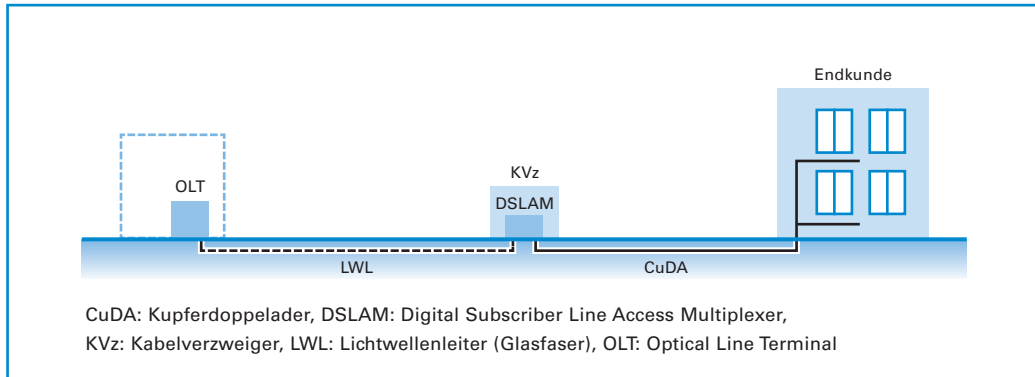 Endkunde
KVz
OLT
DSLAM
LWL
CuDA
CuDA: Kupferdoppelader, DSLAM: Digital Subscriber Line Access Multiplexer,
KVz: Kabelverzweiger, LWL: Lichtwellenleiter (Glasfaser), OLT: Optical Line Terminal